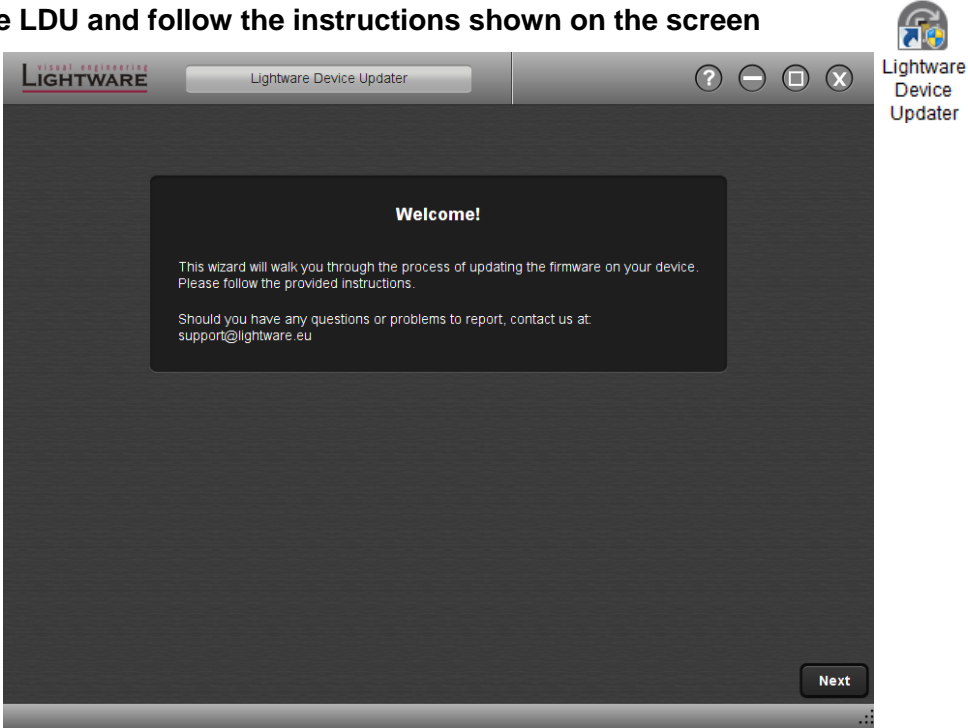 e LDU and follow the instructions shown on the screen
visual engineering
LIGHTWARE
Lightware Device Updater
?
X
Lightware
Device
Updater
Welcome!
This wizard will walk you through the process of updating the firmware on your device.
Please follow the provided instructions.
Should you have any questions or problems to report, contact us at:
support@lightware.eu
Next